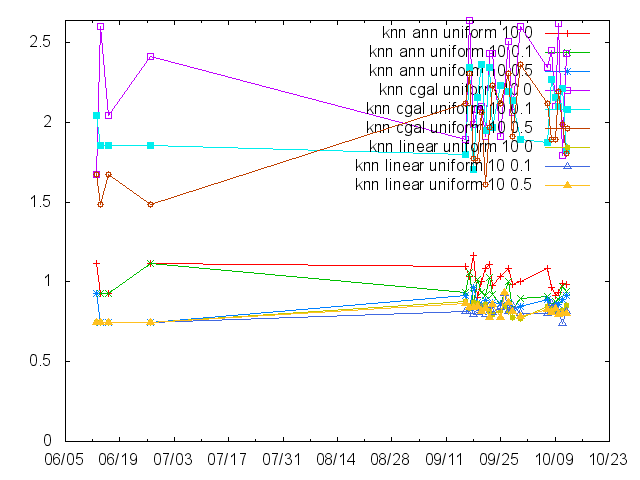 2.5
2
1.5
1
0.5
0
knn ann uniform 10 0
knn ann uniform 10 0.1
knn ann uniform 10 0.5
knn cgal uniform 10 0
knn cgal uniform 10 0.1
knn cgal uniform 10 0.5
knn linear uniform 10 0
knn linear uniform 10 0.1
knn linear uniform 10 0.5
06/05 06/19 07/03 07/17 07/31 08/14 08/28 09/11 09/25 10/09 10/23